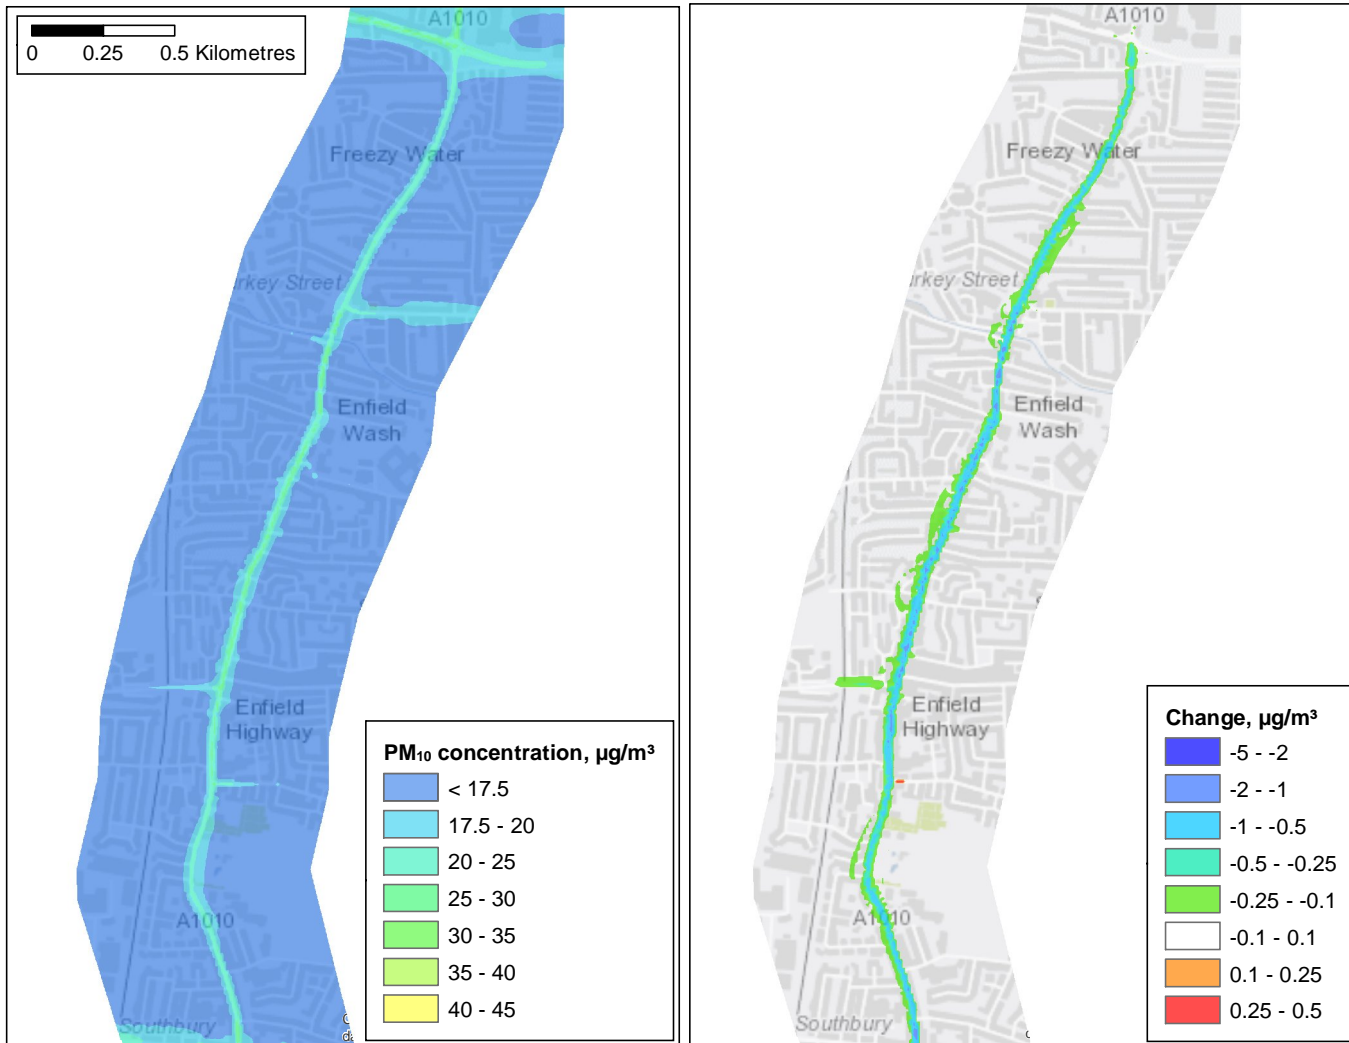 A1010
0 0.25 0.5 Kilometres
Freezy Water
rkey Street
Enfield
Wash
Enfield
Highway
A1010
Southbury
PM₁₀ concentration, µg/m³
< 17.5
17.5 - 20
20 - 25
25 - 30
30 - 35
35 - 40
40 - 45
A1010
Freezy Water
rkey Street
Enfield
Wash
Enfield
Highway
A1010
Southbury
Change, µg/m³
-5 - -2
-2 - -1
-1 - -0.5
-0.5 - -0.25
-0.25 - -0.1
-0.1 - 0.1
0.1 - 0.25
0.25 - 0.5